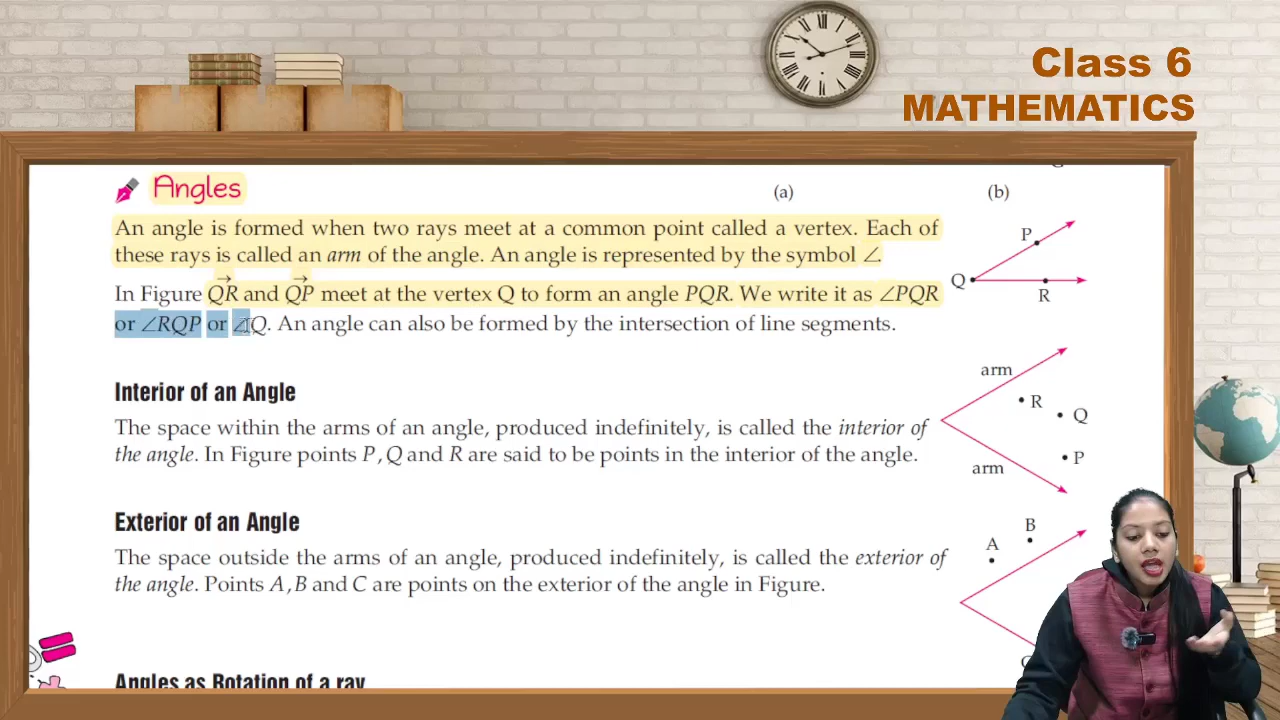 Class 6
MATHEMATICS
Angles
(a)
(b)
An angle is formed when two rays meet at a common point called a vertex. Each of
these rays is called an arm of the angle. An angle is represented by the symbol ∠.
In Figure QR and QP meet at the vertex Q to form an angle PQR. We write it as ∠PQR
or ∠RQP or ∠Q. An angle can also be formed by the intersection of line segments.
P
Q
R
Interior of an Angle
The space within the arms of an angle, produced indefinitely, is called the interior of
the angle. In Figure points P, Q and R are said to be points in the interior of the angle.
arm
R
Q
P
arm
Exterior of an Angle
The space outside the arms of an angle, produced indefinitely, is called the exterior of
the angle. Points A, B and C are points on the exterior of the angle in Figure.
B
A
Angles as Rotation of a ray